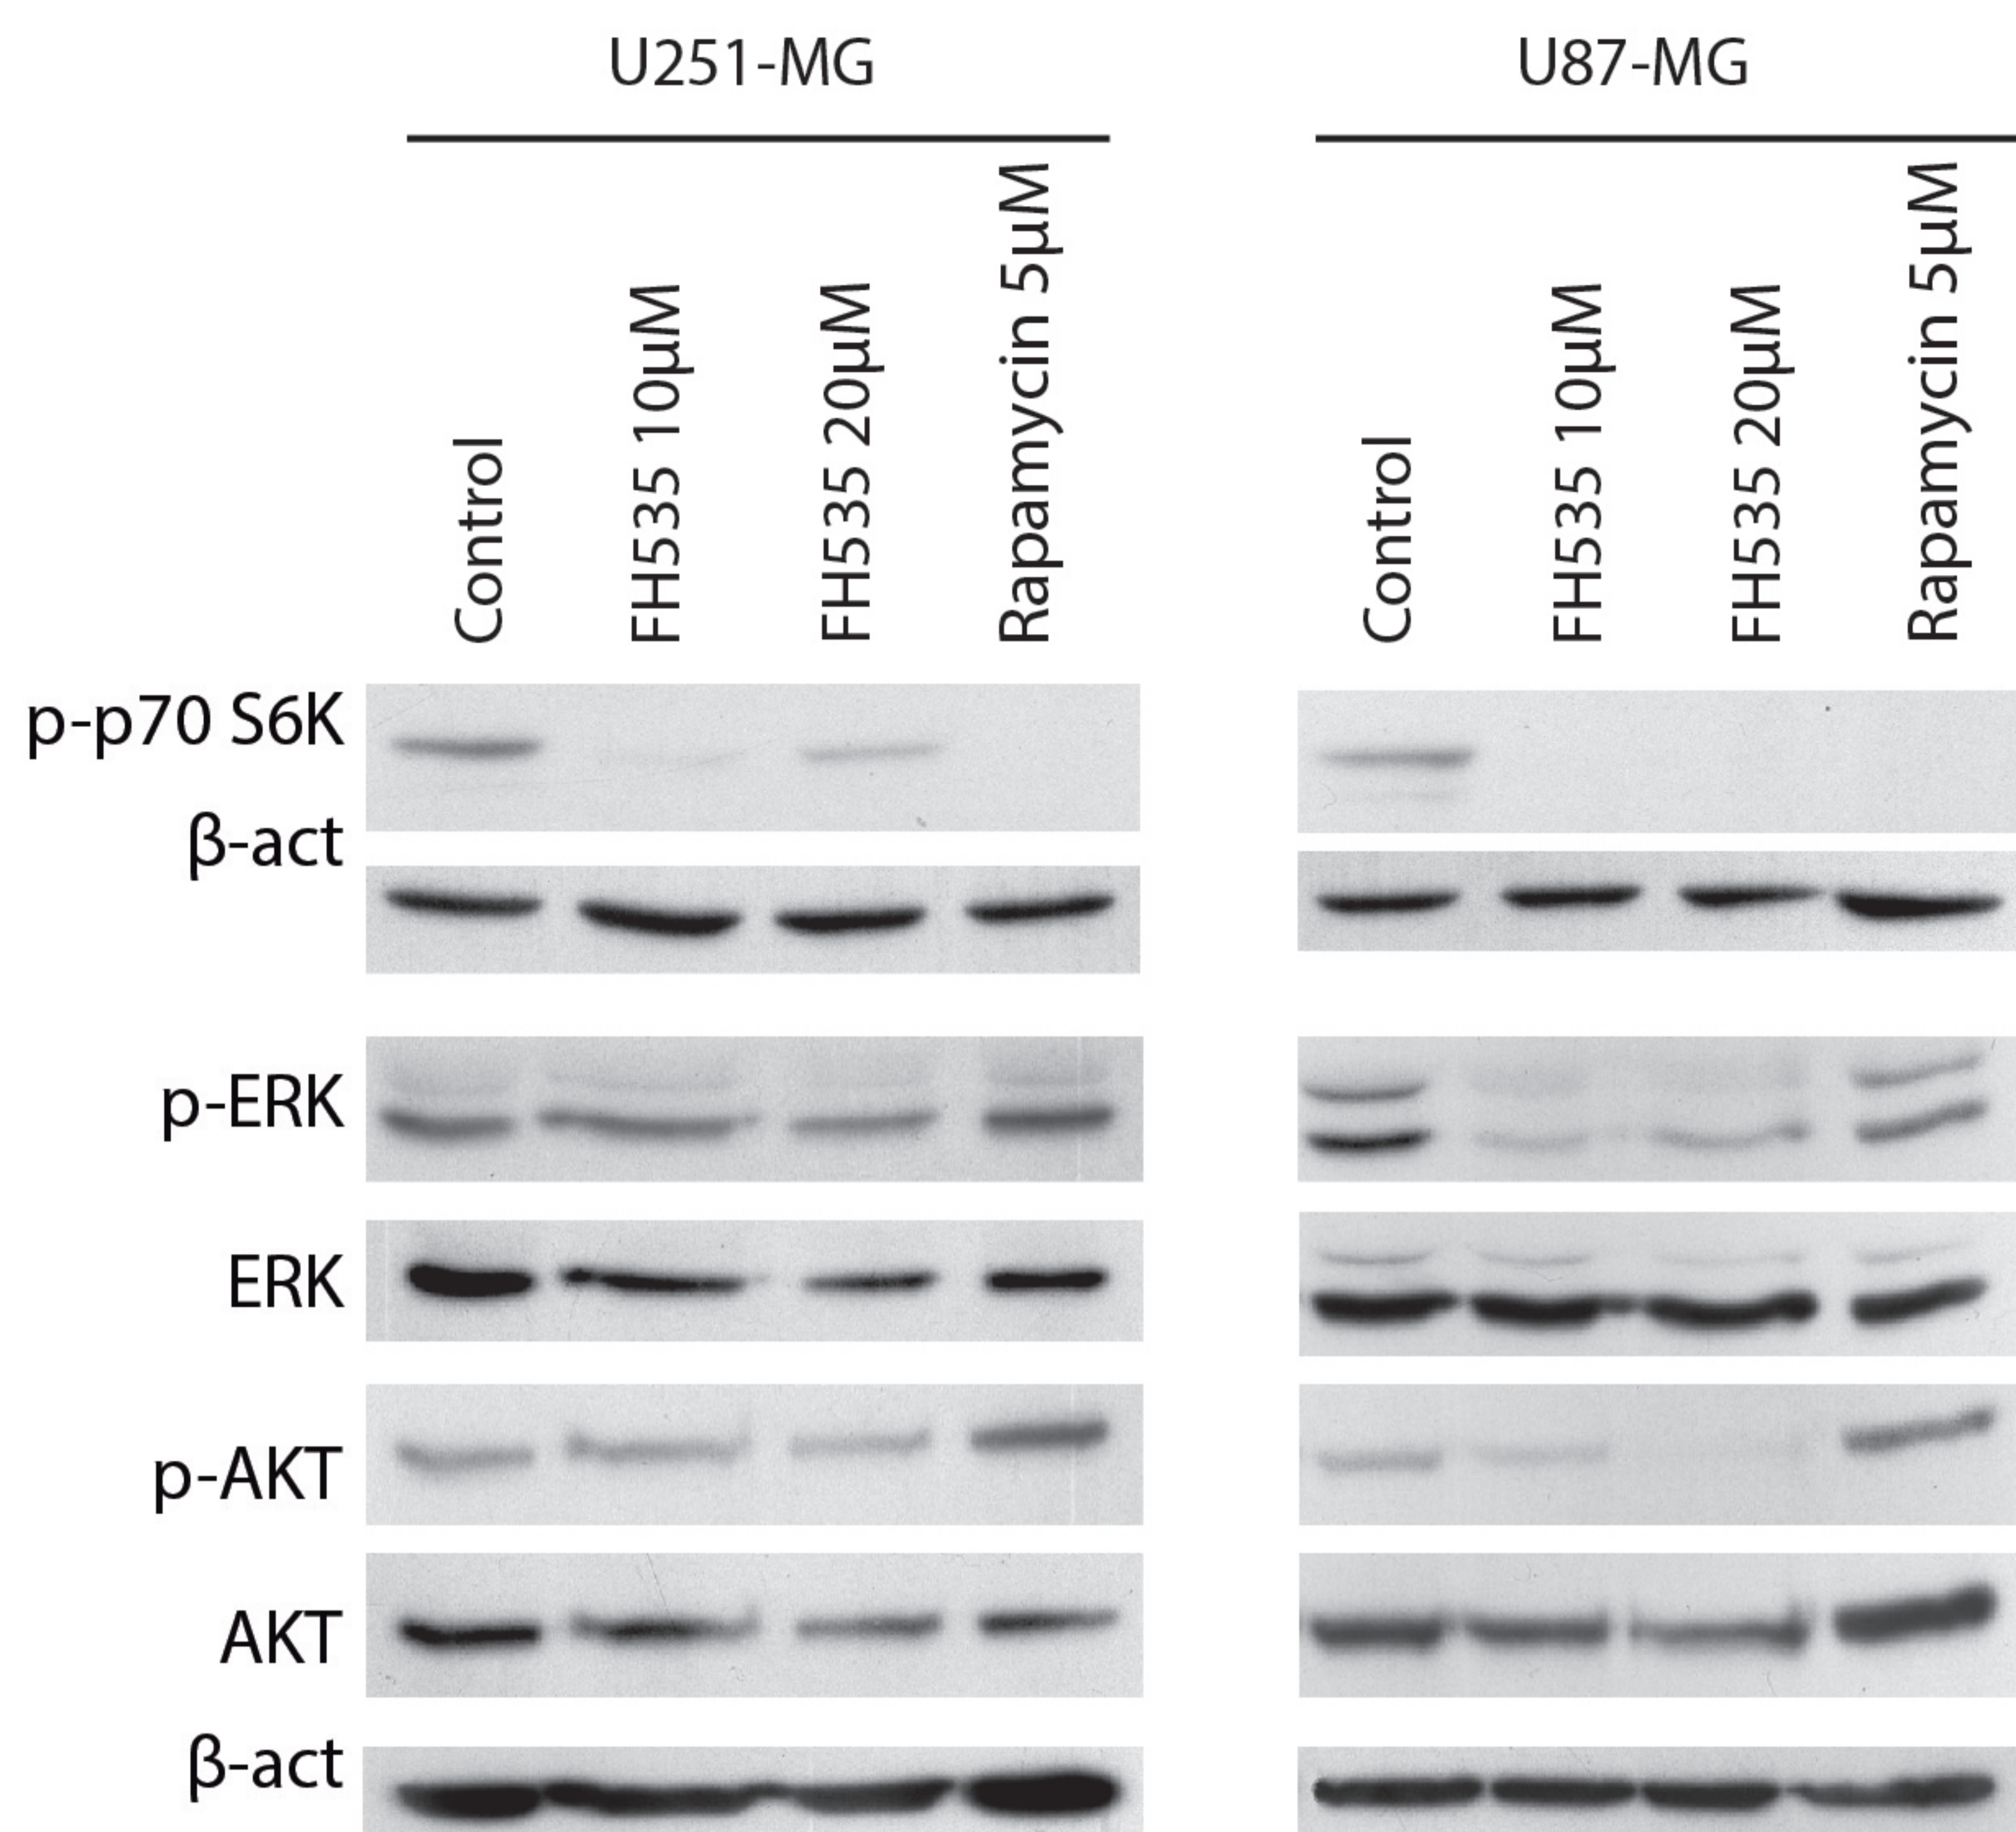 U251-MG
U87-MG
Control
FH535 10µM
FH535 20µM
Rapamycin 5µM
Control
FH535 10µM
FH535 20µM
Rapamycin 5µM
p-p70 S6K
β-act
p-ERK
ERK
p-AKT
AKT
β-act